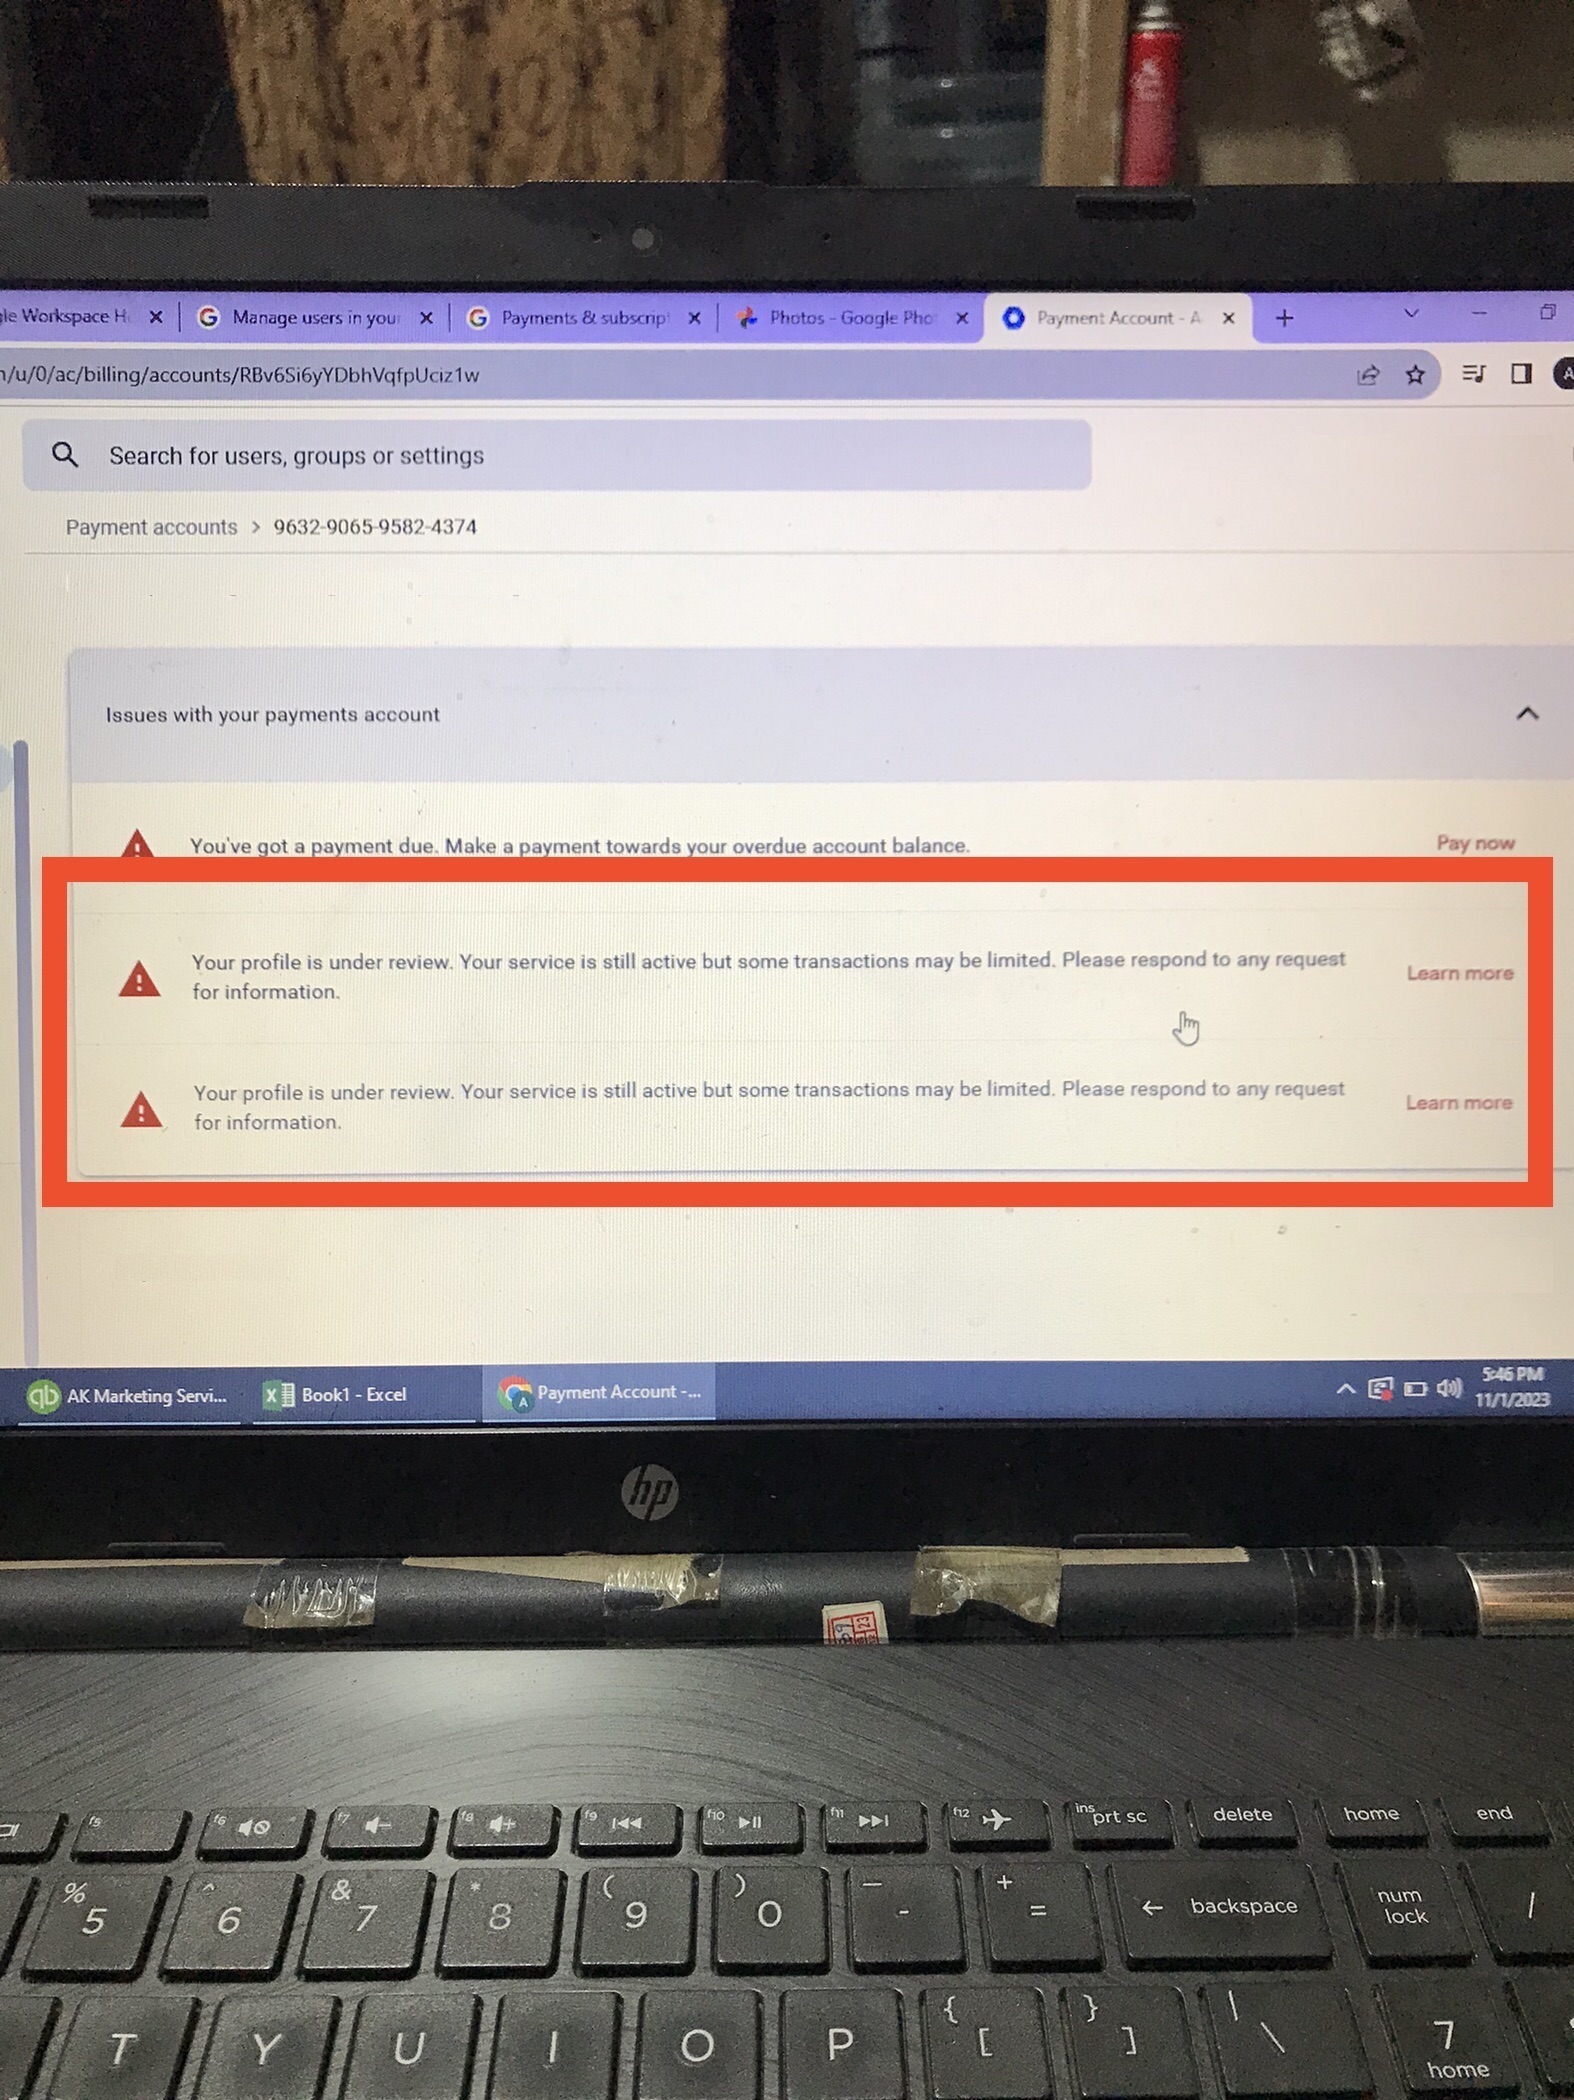 Workspace H
Manage users in you
Payments & subscrip
Photos - Google Pho
Payment Account - A
/u/0/ac/billing/accounts/RBv6Si6yYDbhVqfpUciz1w
A
Search for users, groups or settings
Payment accounts > 9632-9065-9582-4374
Issues with your payments account
You've got a payment due. Make a payment towards your overdue account balance.
Pay now
Your profile is under review. Your service is still active but some transactions may be limited. Please respond to any request
for information.
Learn more
Your profile is under review. Your service is still active but some transactions may be limited. Please respond to any request
for information.
Learn more
qb AK Marketing Servi...
X Book1 - Excel
A Payment Account -...
5:46 PM
11/1/2023
hp
23
f5 f6 f7 f8 f9 f10 f11 f12 ins prt sc delete home end
% 5 ^ 6 & 7 * 8 ( 9 ) 0 _ - + = ← backspace num lock /
T Y U I O P { [ } ] | \ 7 home